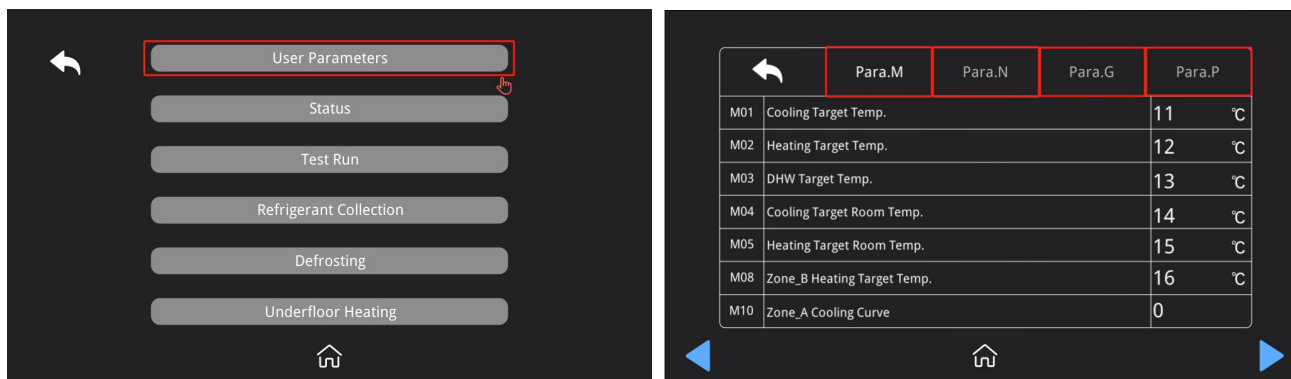 User Parameters
Status
Test Run
Refrigerant Collection
Defrosting
Underfloor Heating
Para.M Para.N Para.G Para.P
M01 Cooling Target Temp. 11 ℃
M02 Heating Target Temp. 12 ℃
M03 DHW Target Temp. 13 ℃
M04 Cooling Target Room Temp. 14 ℃
M05 Heating Target Room Temp. 15 ℃
M08 Zone_B Heating Target Temp. 16 ℃
M10 Zone_A Cooling Curve 0